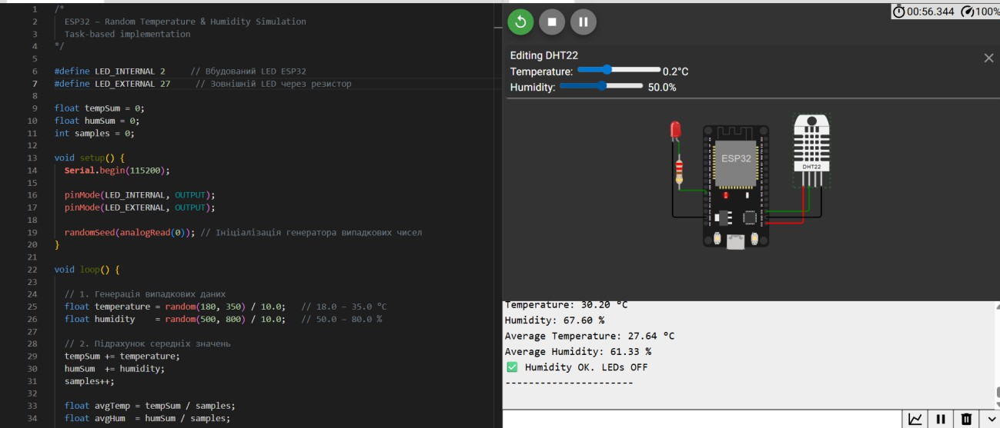 1 /*
2 ESP32 – Random Temperature & Humidity Simulation
3 Task-based implementation
4 */
5
6 #define LED_INTERNAL 2 // Вбудований LED ESP32
7 #define LED_EXTERNAL 27 // Зовнішній LED через резистор
8
9 float tempSum = 0;
10 float humSum = 0;
11 int samples = 0;
12
13 void setup() {
14 Serial.begin(115200);
15
16 pinMode(LED_INTERNAL, OUTPUT);
17 pinMode(LED_EXTERNAL, OUTPUT);
18
19 randomSeed(analogRead(0)); // Ініціалізація генератора випадкових чисел
20 }
21
22 void loop() {
23
24 // 1. Генерація випадкових даних
25 float temperature = random(180, 350) / 10.0; // 18.0 – 35.0 °C
26 float humidity = random(500, 800) / 10.0; // 50.0 – 80.0 %
27
28 // 2. Підрахунок середніх значень
29 tempSum += temperature;
30 humSum += humidity;
31 samples++;
32
33 float avgTemp = tempSum / samples;
34 float avgHum = humSum / samples;
00:56.344 100%
Editing DHT22
Temperature: 0.2°C
Humidity: 50.0%
ESP32
DHT22
Temperature: 30.20 °C
Humidity: 67.60 %
Average Temperature: 27.64 °C
Average Humidity: 61.33 %
✅ Humidity OK. LEDs OFF
----------------------